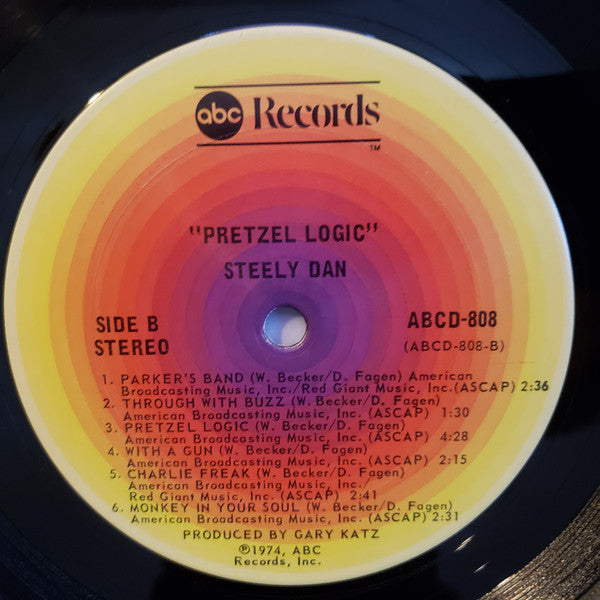 abc Records
TM
"PRETZEL LOGIC"
STEELY DAN
SIDE B
STEREO
ABCD-808
(ABCD-808-B)
1. PARKER'S BAND (W. Becker/D. Fagen) American
Broadcasting Music, Inc./Red Giant Music, Inc.(ASCAP) 2:36
2. THROUGH WITH BUZZ (W. Becker/D. Fagen)
American Broadcasting Music, Inc. (ASCAP) 1:30
3. PRETZEL LOGIC (W. Becker/D. Fagen)
American Broadcasting Music, Inc. (ASCAP) 4:28
4. WITH A GUN (W. Becker/D. Fagen)
American Broadcasting Music, Inc. (ASCAP) 2:15
5. CHARLIE FREAK (W. Becker/D. Fagen)
American Broadcasting Music, Inc./
Red Giant Music, Inc. (ASCAP) 2:41
6. MONKEY IN YOUR SOUL (W. Becker/D. Fagen)
American Broadcasting Music, Inc. (ASCAP) 2:31
PRODUCED BY GARY KATZ
℗1974, ABC
Records, Inc.